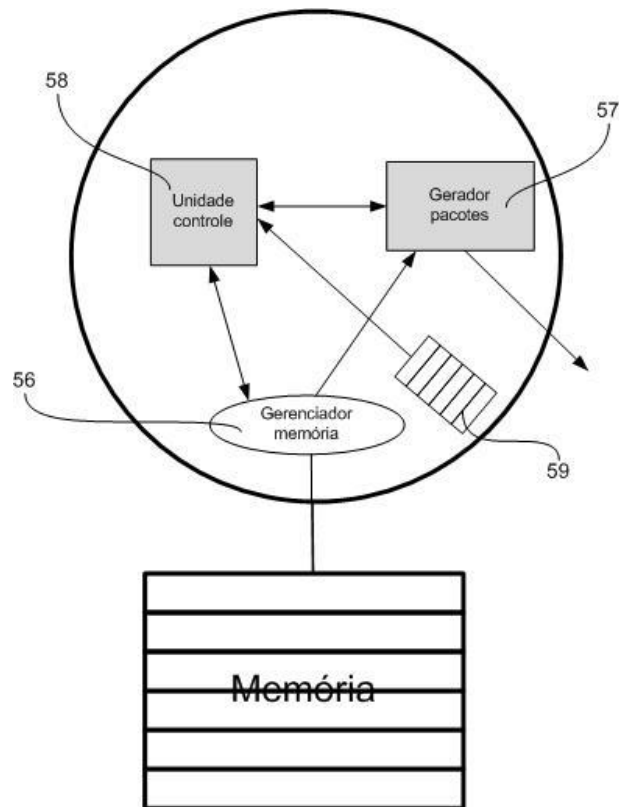 58
57
Unidade
controle
Gerador
pacotes
56
Gerenciador
memória
59
Memória